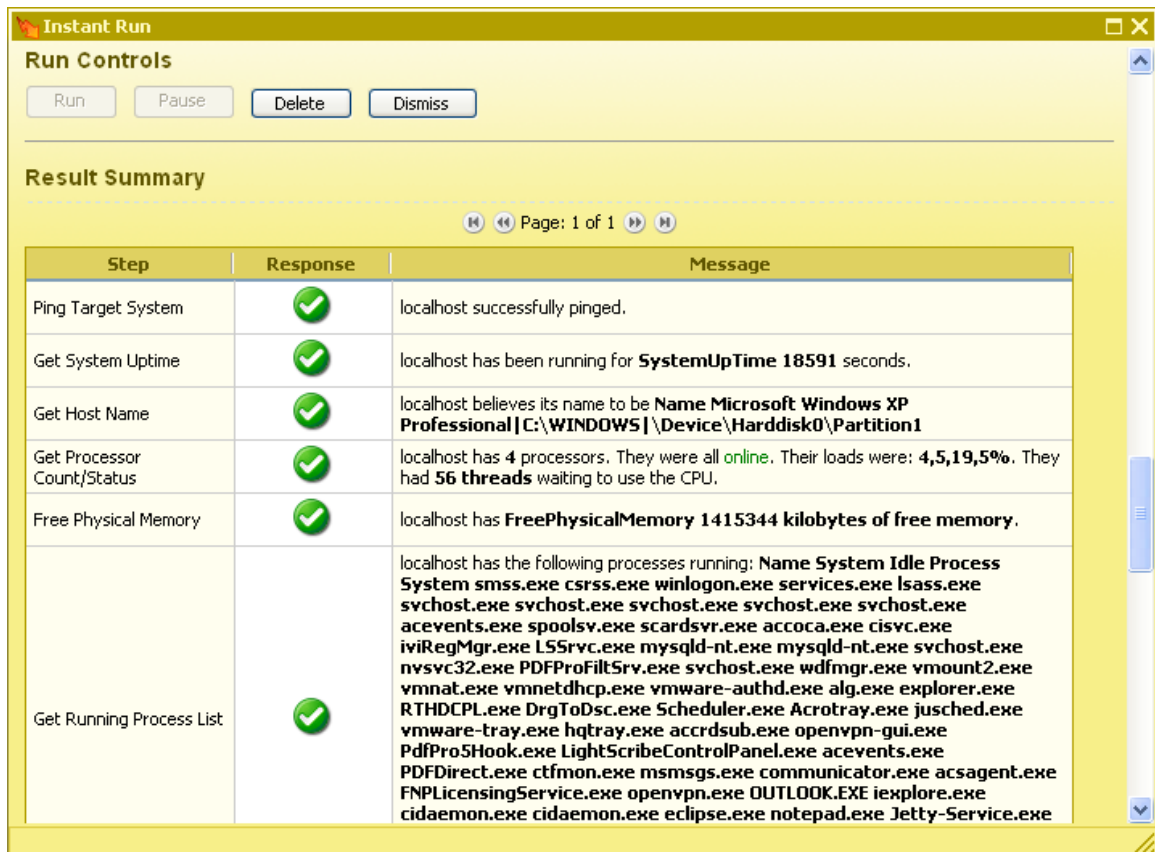 Instant Run
Run Controls
Run Pause Delete Dismiss
Result Summary
Page: 1 of 1
Step Response Message
Ping Target System localhost successfully pinged.
Get System Uptime localhost has been running for SystemUpTime 18591 seconds.
Get Host Name
localhost believes its name to be Name Microsoft Windows XP
Professional|C:\WINDOWS|\Device\Harddisk0\Partition1
Get Processor
Count/Status
localhost has 4 processors. They were all online. Their loads were: 4,5,19,5%. They
had 56 threads waiting to use the CPU.
Free Physical Memory localhost has FreePhysicalMemory 1415344 kilobytes of free memory.
Get Running Process List
localhost has the following processes running: Name System Idle Process
System smss.exe csrss.exe winlogon.exe services.exe lsass.exe
svchost.exe svchost.exe svchost.exe svchost.exe svchost.exe
acevents.exe spoolsv.exe scardsvr.exe accoca.exe cisvc.exe
iviRegMgr.exe LSSrvc.exe mysqld-nt.exe mysqld-nt.exe svchost.exe
nvsvc32.exe PDFProFiltSrv.exe svchost.exe wdfmgr.exe vmount2.exe
vmnat.exe vmnetdhcp.exe vmware-authd.exe alg.exe explorer.exe
RTHDCPL.exe DrgToDsc.exe Scheduler.exe Acrotray.exe jusched.exe
vmware-tray.exe hqtray.exe accrdsub.exe openvpn-gui.exe
PdfPro5Hook.exe LightScribeControlPanel.exe acevents.exe
PDFDirect.exe ctfmon.exe msmsgs.exe communicator.exe acsagent.exe
FNPLicensingService.exe openvpn.exe OUTLOOK.EXE iexplore.exe
cidaemon.exe cidaemon.exe eclipse.exe notepad.exe Jetty-Service.exe